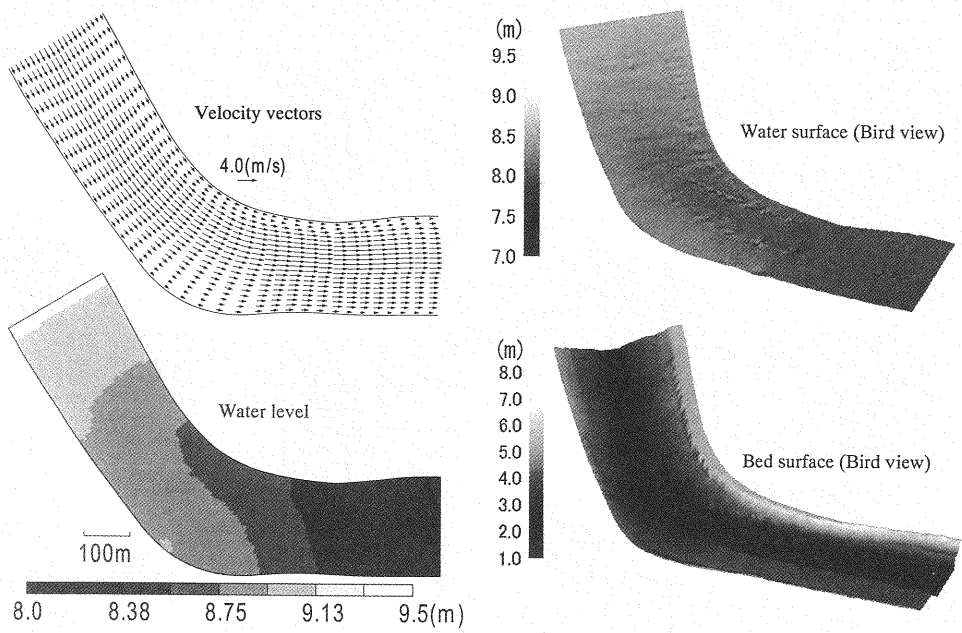 Velocity vectors
4.0(m/s)
Water level
100m
8.0 8.38 8.75 9.13 9.5(m)
(m)
9.5
9.0
8.5
8.0
7.5
7.0
Water surface (Bird view)
(m)
8.0
7.0
6.0
5.0
4.0
3.0
2.0
1.0
Bed surface (Bird view)